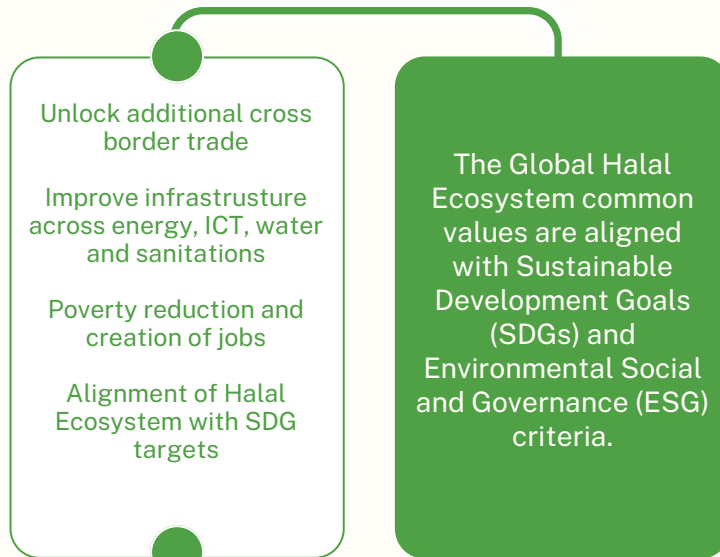 Unlock additional cross
border trade
Improve infrastrusture
across energy, ICT, water
and sanitations
Poverty reduction and
creation of jobs
Alignment of Halal
Ecosystem with SDG
targets
The Global Halal
Ecosystem common
values are aligned
with Sustainable
Development Goals
(SDGs) and
Environmental Social
and Governance (ESG)
criteria.